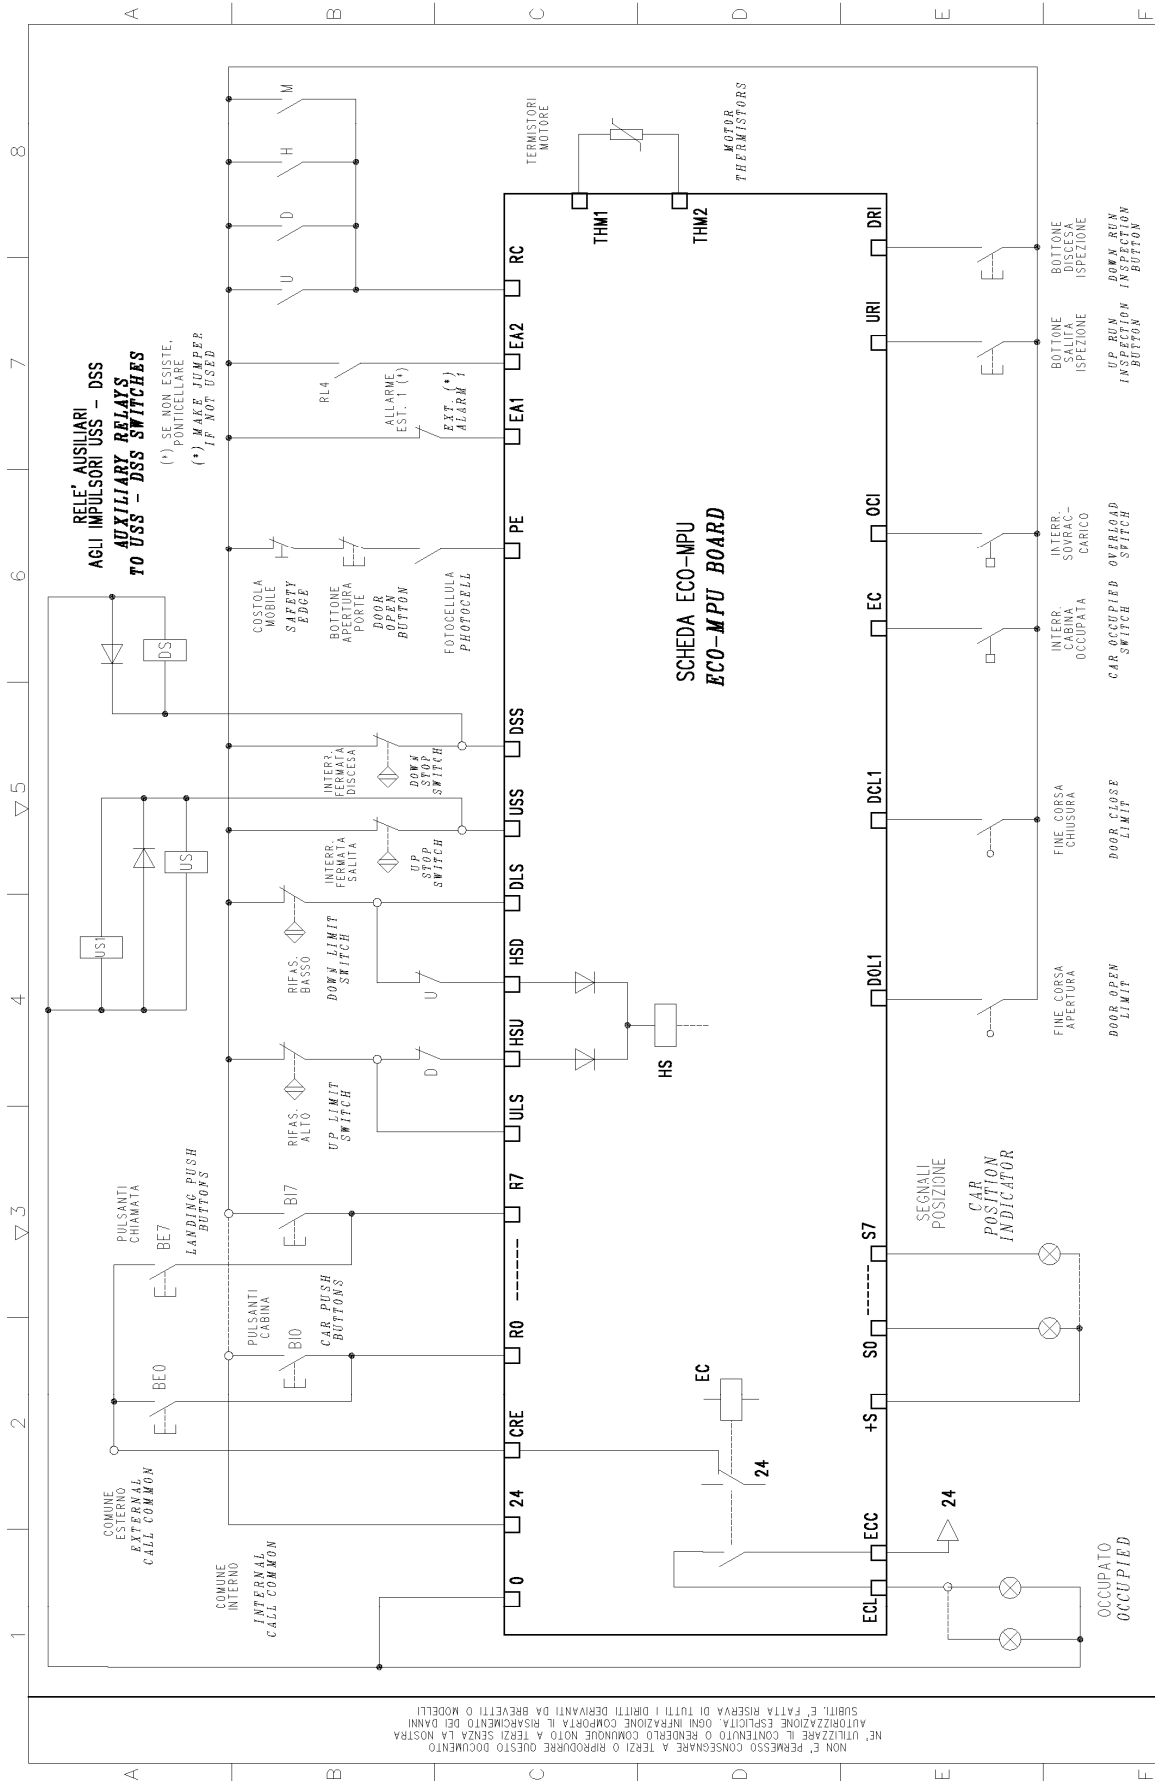 A
B
C
D
E
F
1
2
3
4
5
6
7
8
RELE' AUSILIARI
AGLI IMPULSORI USS - DSS
AUXILIARY RELAYS
TO USS - DSS SWITCHES
(*) SE NON ESISTE,
PONTICELLARE
(*) MAKE JUMPER
IF NOT USED
COMUNE
ESTERNO
EXTERNAL
CALL COMMON
BE0
BE7
PULSANTI
CHIAMATA
LANDING PUSH
BUTTONS
US1
US
DS
COMUNE
INTERNO
INTERNAL
CALL COMMON
PULSANTI
CABINA
BI0
CAR PUSH
BUTTONS
BI7
RIFAS.
ALTO
UP LIMIT
SWITCH
D
RIFAS.
BASSO
DOWN LIMIT
SWITCH
U
INTERR.
FERMATA
SALITA
UP
STOP
SWITCH
INTERR.
FERMATA
DISCESA
DOWN
STOP
SWITCH
COSTOLA
MOBILE
SAFETY
EDGE
BOTTONE
APERTURA
PORTE
DOOR
OPEN
BUTTON
FOTOCELLULA
PHOTOCELL
RL4
ALLARME
EST. 1 (*)
EXT. (*)
ALARM 1
U
D
H
M
0
24
CRE
R0
R7
ULS
HSU
HSD
DLS
USS
DSS
PE
EA1
EA2
RC
TERMISTORI
MOTORE
THM1
THM2
MOTOR
THERMISTORS
HS
EC
24
SCHEDA ECO-MPU
ECO-MPU BOARD
ECL
ECC
+S
S0
S7
DOL1
DCL1
EC
OCI
URI
DRI
24
OCCUPATO
OCCUPIED
SEGNALI
POSIZIONE
CAR
POSITION
INDICATOR
FINE CORSA
APERTURA
DOOR OPEN
LIMIT
FINE CORSA
CHIUSURA
DOOR CLOSE
LIMIT
INTERR.
CABINA
OCCUPATA
CAR OCCUPIED
SWITCH
INTERR.
SOVRAC-
CARICO
OVERLOAD
SWITCH
BOTTONE
SALITA
ISPEZIONE
UP RUN
INSPECTION
BUTTON
BOTTONE
DISCESA
ISPEZIONE
DOWN RUN
INSPECTION
BUTTON
NON E' PERMESSO CONSEGNARE A TERZI O RIPRODURRE QUESTO DOCUMENTO
NE' UTILIZZARE IL CONTENUTO O RENDERLO COMUNQUE NOTO A TERZI SENZA LA NOSTRA
AUTORIZZAZIONE ESPLICITA. OGNI INFRAZIONE COMPORTA IL RISARCIMENTO DEI DANNI
SUBITI. E' FATTA RISERVA DI TUTTI I DIRITTI DERIVANTI DA BREVETTI O MODELLI
A
B
C
D
E
F